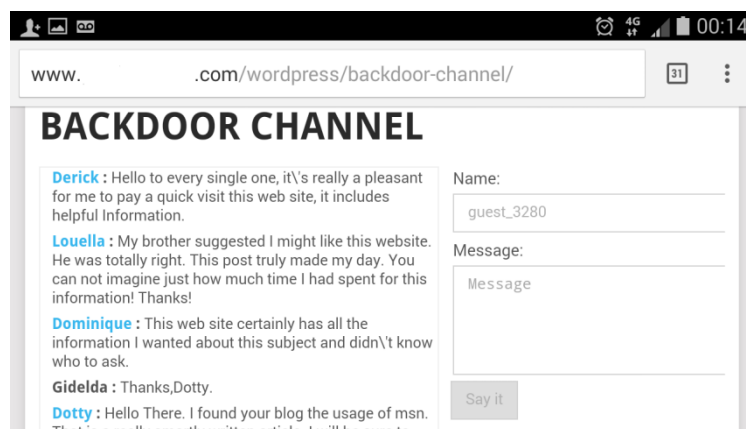 4G
00:14
www. .com/wordpress/backdoor-channel/
31
BACKDOOR CHANNEL
Derick : Hello to every single one, it\'s really a pleasant
for me to pay a quick visit this web site, it includes
helpful Information.
Louella : My brother suggested I might like this website.
He was totally right. This post truly made my day. You
can not imagine just how much time I had spent for this
information! Thanks!
Dominique : This web site certainly has all the
information I wanted about this subject and didn\'t know
who to ask.
Gidelda : Thanks,Dotty.
Dotty : Hello There. I found your blog the usage of msn.
Name:
guest_3280
Message:
Message
Say it